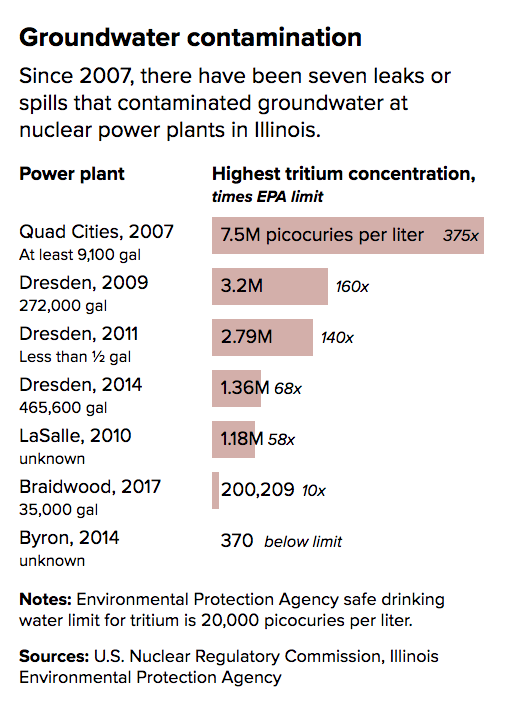 Groundwater contamination
Since 2007, there have been seven leaks or
spills that contaminated groundwater at
nuclear power plants in Illinois.
Power plant
Highest tritium concentration,
times EPA limit
Quad Cities, 2007
At least 9,100 gal
7.5M picocuries per liter 375x
Dresden, 2009
272,000 gal
3.2M 160x
Dresden, 2011
Less than ½ gal
2.79M 140x
Dresden, 2014
465,600 gal
1.36M 68x
LaSalle, 2010
unknown
1.18M 58x
Braidwood, 2017
35,000 gal
200,209 10x
Byron, 2014
unknown
370 below limit
Notes: Environmental Protection Agency safe drinking
water limit for tritium is 20,000 picocuries per liter.
Sources: U.S. Nuclear Regulatory Commission, Illinois
Environmental Protection Agency